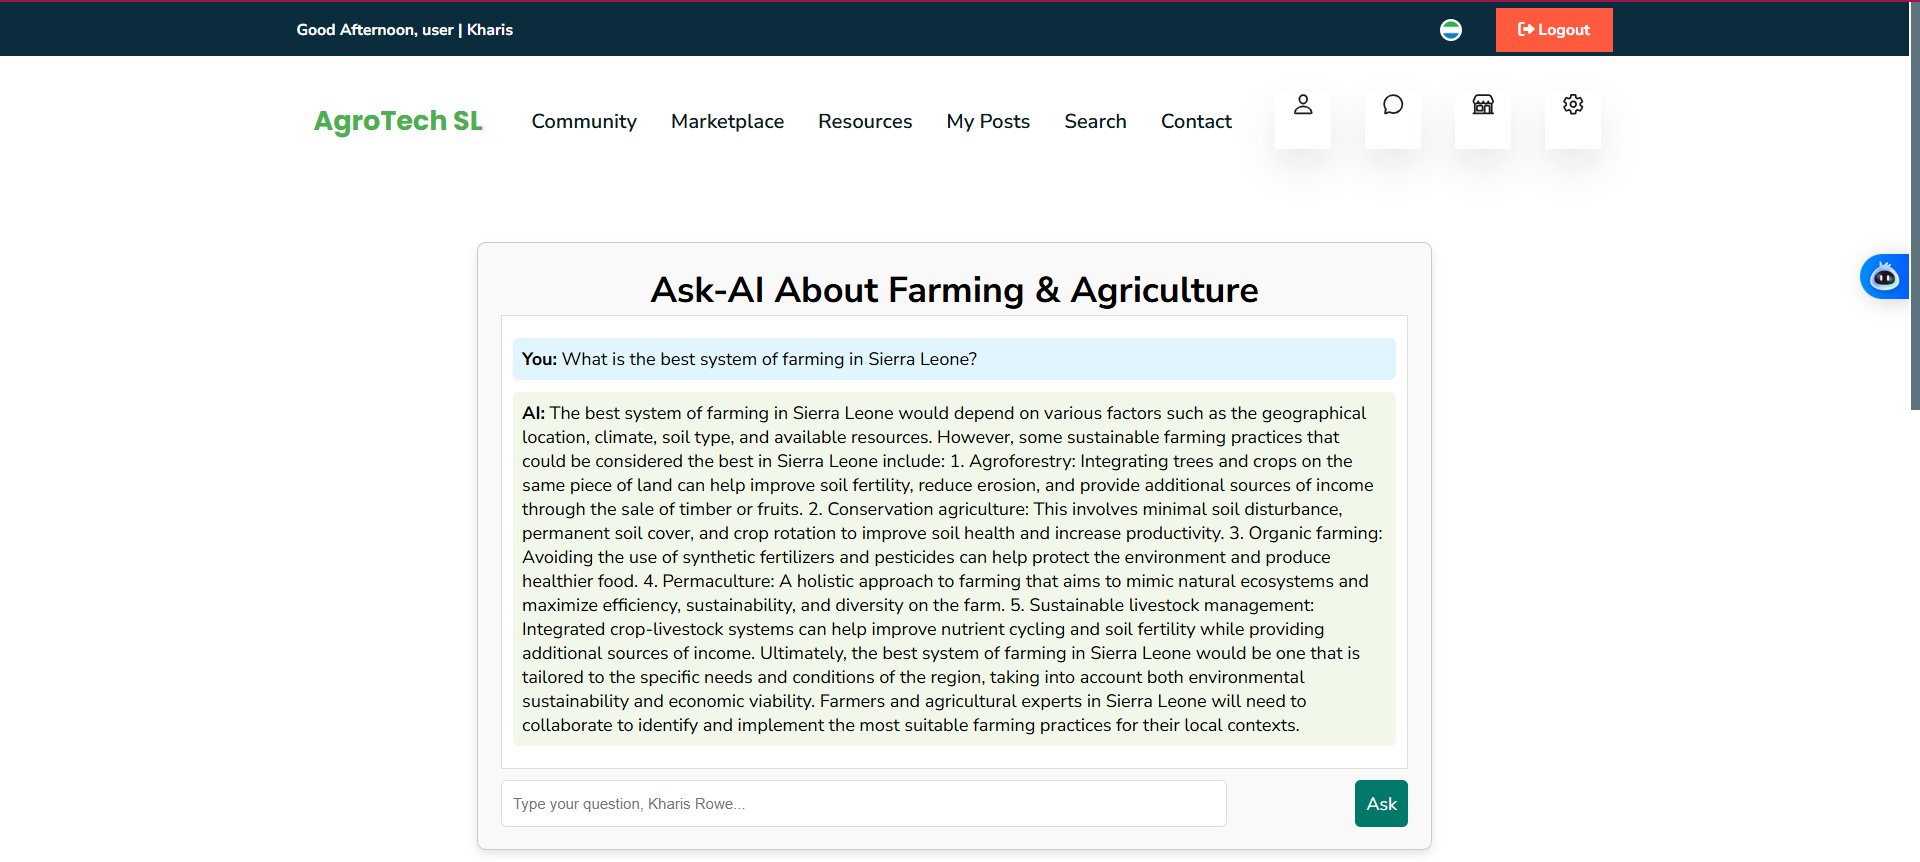 Good Afternoon, user | Kharis
Logout
AgroTech SL
Community
Marketplace
Resources
My Posts
Search
Contact
Ask-AI About Farming & Agriculture
You: What is the best system of farming in Sierra Leone?
AI: The best system of farming in Sierra Leone would depend on various factors such as the geographical
location, climate, soil type, and available resources. However, some sustainable farming practices that
could be considered the best in Sierra Leone include: 1. Agroforestry: Integrating trees and crops on the
same piece of land can help improve soil fertility, reduce erosion, and provide additional sources of income
through the sale of timber or fruits. 2. Conservation agriculture: This involves minimal soil disturbance,
permanent soil cover, and crop rotation to improve soil health and increase productivity. 3. Organic farming:
Avoiding the use of synthetic fertilizers and pesticides can help protect the environment and produce
healthier food. 4. Permaculture: A holistic approach to farming that aims to mimic natural ecosystems and
maximize efficiency, sustainability, and diversity on the farm. 5. Sustainable livestock management:
Integrated crop-livestock systems can help improve nutrient cycling and soil fertility while providing
additional sources of income. Ultimately, the best system of farming in Sierra Leone would be one that is
tailored to the specific needs and conditions of the region, taking into account both environmental
sustainability and economic viability. Farmers and agricultural experts in Sierra Leone will need to
collaborate to identify and implement the most suitable farming practices for their local contexts.
Type your question, Kharis Rowe...
Ask